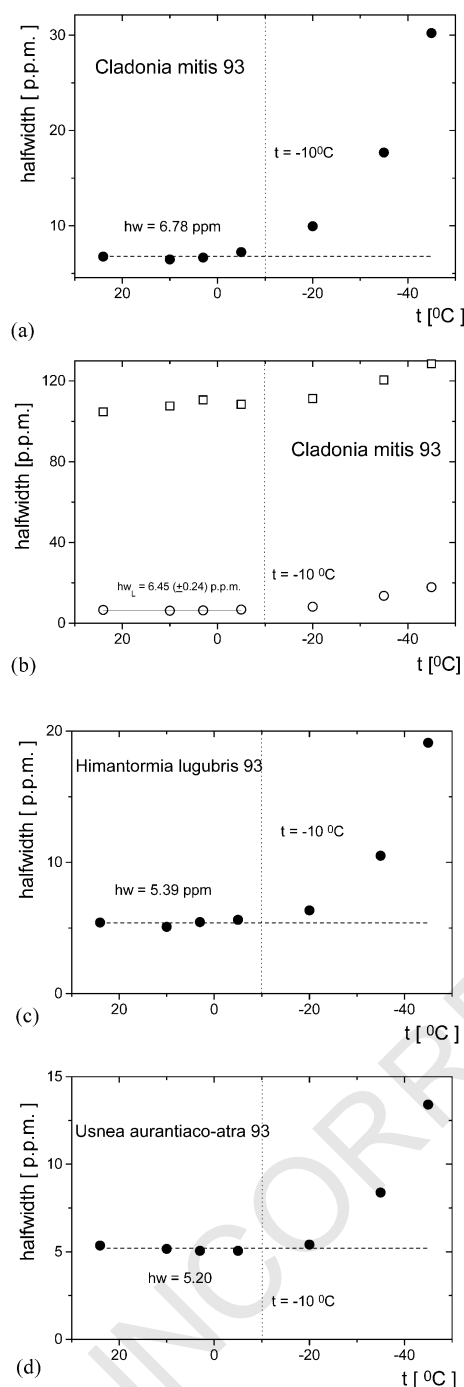 30
Cladonia mitis 93
20
t = -10⁰C
hw = 6.78 ppm
10
halfwidth [ p.p.m. ]
20 0 -20 -40
t [⁰C ]
(a)
120
80
Cladonia mitis 93
halfwidth [p.p.m.]
40
hw_L = 6.45 (±0.24) p.p.m.
t = -10 ⁰C
0
20 0 -20 -40
t [⁰C]
(b)
20
Himantormia lugubris 93
t = -10 ⁰C
halfwidth [ p.p.m. ]
10
hw = 5.39 ppm
0
20 0 -20 -40
t [ ⁰C ]
(c)
15
Usnea aurantiaco-atra 93
10
halfwidth [ p.p.m. ]
5
hw = 5.20
t = -10 ⁰C
0
20 0 -20 -40
t [ ⁰C ]
(d)
INCORRE